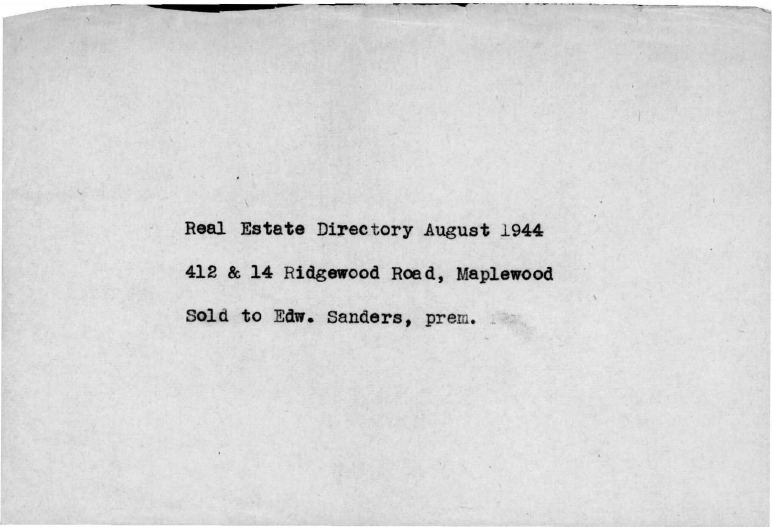 Real Estate Directory August 1944
412 & 14 Ridgewood Road, Maplewood
Sold to Edw. Sanders, prem.